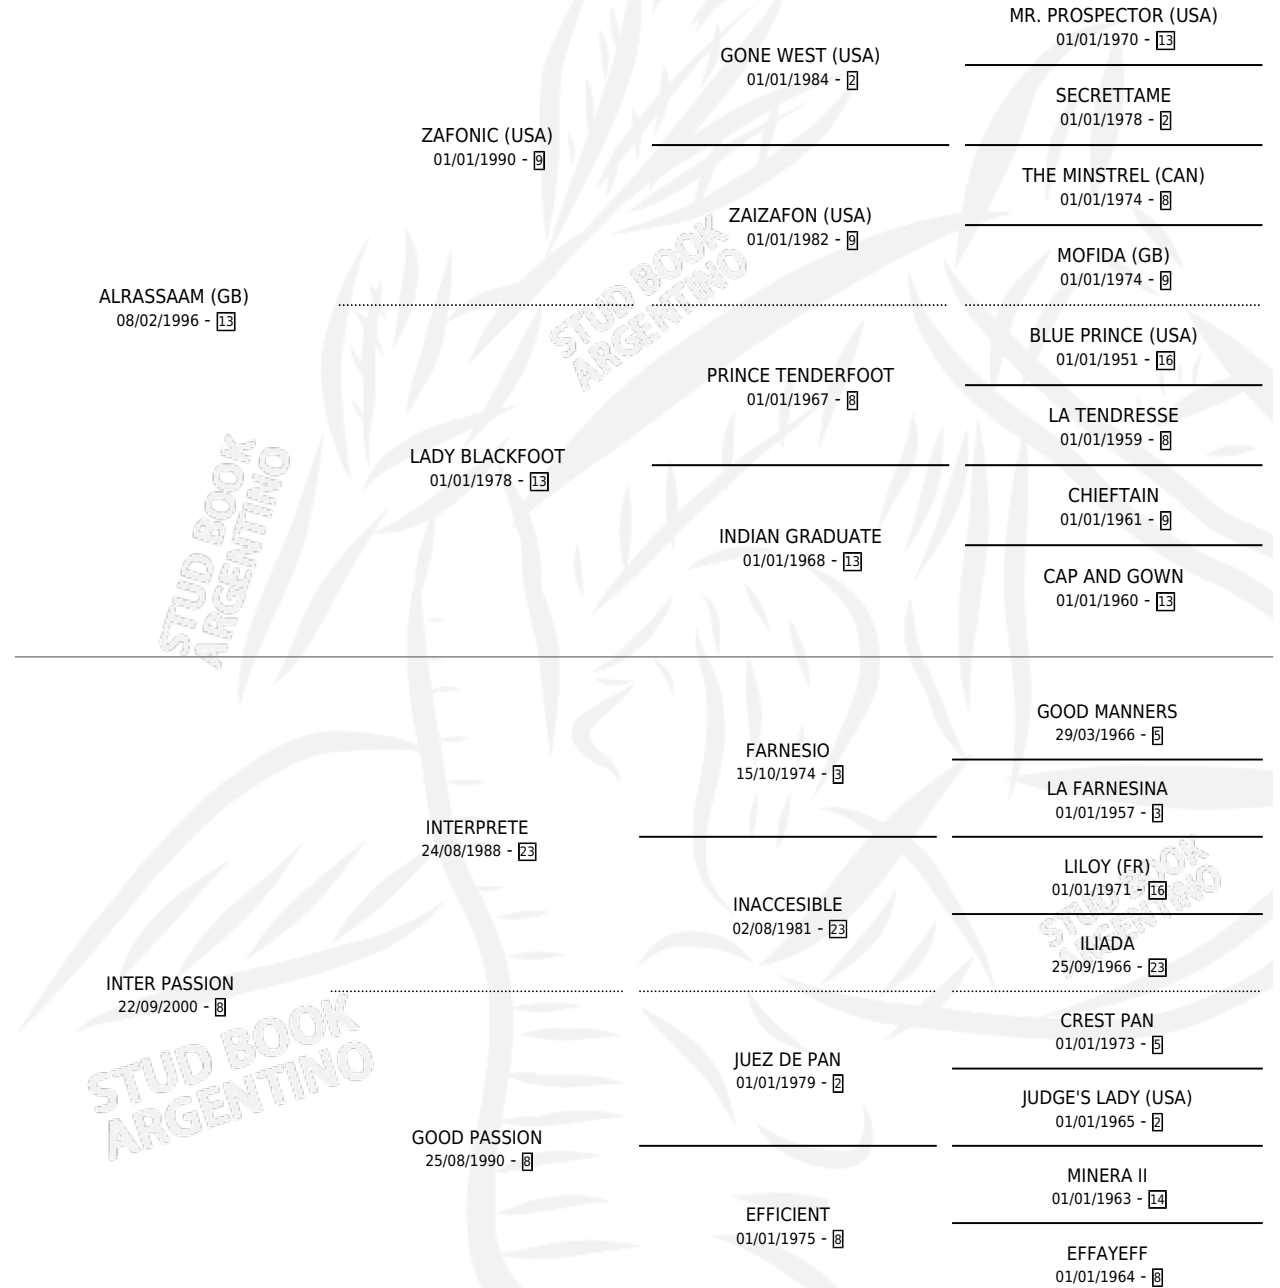 MR. PROSPECTOR (USA)
01/01/1970 - 13
GONE WEST (USA)
01/01/1984 - 2
SECRETTAME
01/01/1978 - 2
ZAFONIC (USA)
01/01/1990 - 9
THE MINSTREL (CAN)
01/01/1974 - 8
ZAIZAFON (USA)
01/01/1982 - 9
MOFIDA (GB)
01/01/1974 - 9
ALRASSAAM (GB)
08/02/1996 - 13
BLUE PRINCE (USA)
01/01/1951 - 16
PRINCE TENDERFOOT
01/01/1967 - 8
LA TENDRESSE
01/01/1959 - 8
LADY BLACKFOOT
01/01/1978 - 13
CHIEFTAIN
01/01/1961 - 9
INDIAN GRADUATE
01/01/1968 - 13
CAP AND GOWN
01/01/1960 - 13
STUD BOOK
ARGENTINO
STUD BOOK
ARGENTINO
GOOD MANNERS
29/03/1966 - 5
FARNESIO
15/10/1974 - 3
LA FARNESINA
01/01/1957 - 3
INTERPRETE
24/08/1988 - 23
LILOY (FR)
01/01/1971 - 16
INACCESIBLE
02/08/1981 - 23
ILIADA
25/09/1966 - 23
STUD BOOK
ARGENTINO
INTER PASSION
22/09/2000 - 8
CREST PAN
01/01/1973 - 5
JUEZ DE PAN
01/01/1979 - 2
JUDGE'S LADY (USA)
01/01/1965 - 2
GOOD PASSION
25/08/1990 - 8
MINERA II
01/01/1963 - 14
EFFICIENT
01/01/1975 - 8
EFFAYEFF
01/01/1964 - 8
STUD BOOK
ARGENTINO